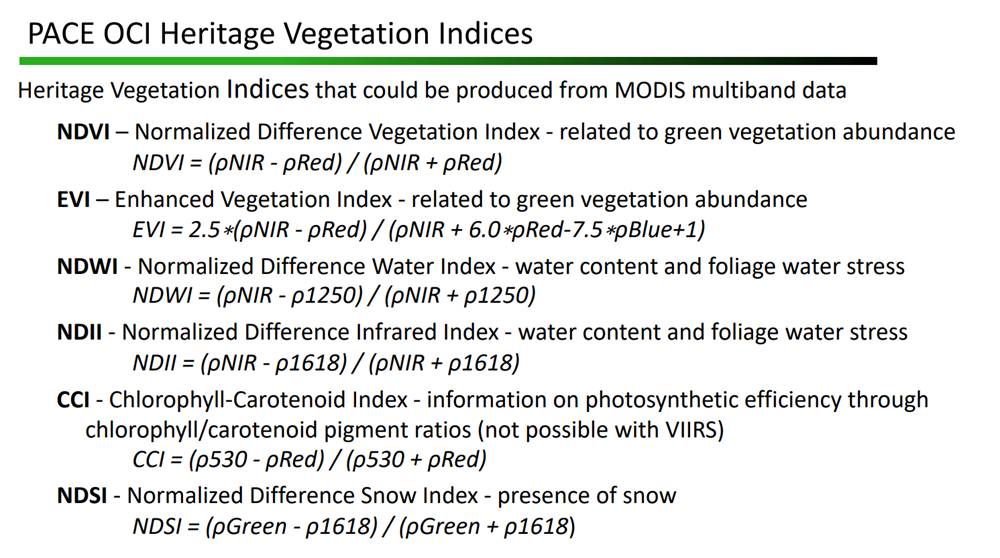 PACE OCI Heritage Vegetation Indices
Heritage Vegetation Indices that could be produced from MODIS multiband data
NDVI – Normalized Difference Vegetation Index - related to green vegetation abundance
NDVI = (ρNIR - ρRed) / (ρNIR + ρRed)
EVI – Enhanced Vegetation Index - related to green vegetation abundance
EVI = 2.5*(ρNIR - ρRed) / (ρNIR + 6.0*ρRed-7.5*ρBlue+1)
NDWI - Normalized Difference Water Index - water content and foliage water stress
NDWI = (ρNIR - ρ1250) / (ρNIR + ρ1250)
NDII - Normalized Difference Infrared Index - water content and foliage water stress
NDII = (ρNIR - ρ1618) / (ρNIR + ρ1618)
CCI - Chlorophyll-Carotenoid Index - information on photosynthetic efficiency through
chlorophyll/carotenoid pigment ratios (not possible with VIIRS)
CCI = (ρ530 - ρRed) / (ρ530 + ρRed)
NDSI - Normalized Difference Snow Index - presence of snow
NDSI = (ρGreen - ρ1618) / (ρGreen + ρ1618)